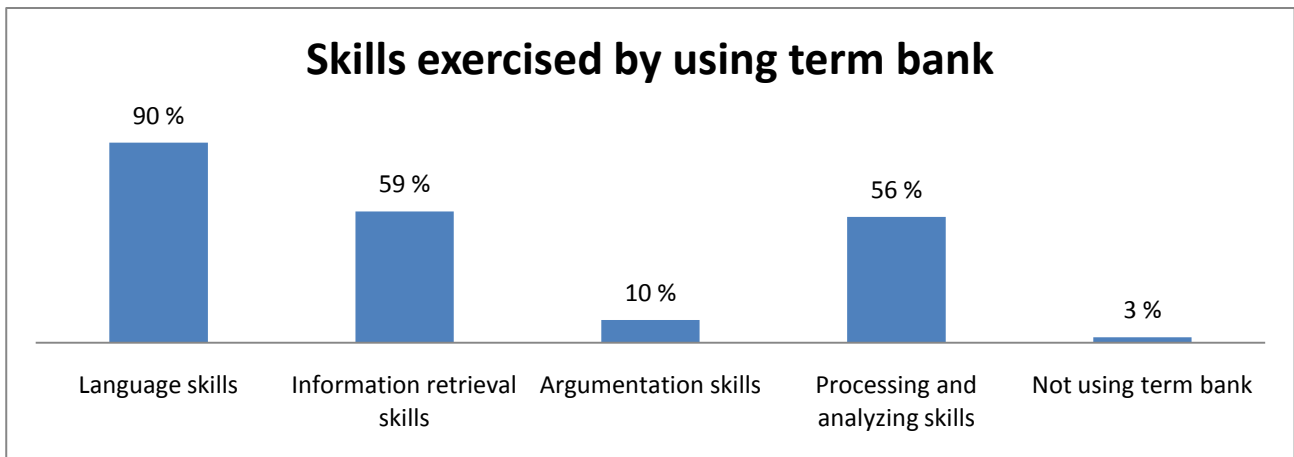 Skills exercised by using term bank
90 %
59 %
10 %
56 %
3 %
Language skills
Information retrieval
skills
Argumentation skills
Processing and
analyzing skills
Not using term bank